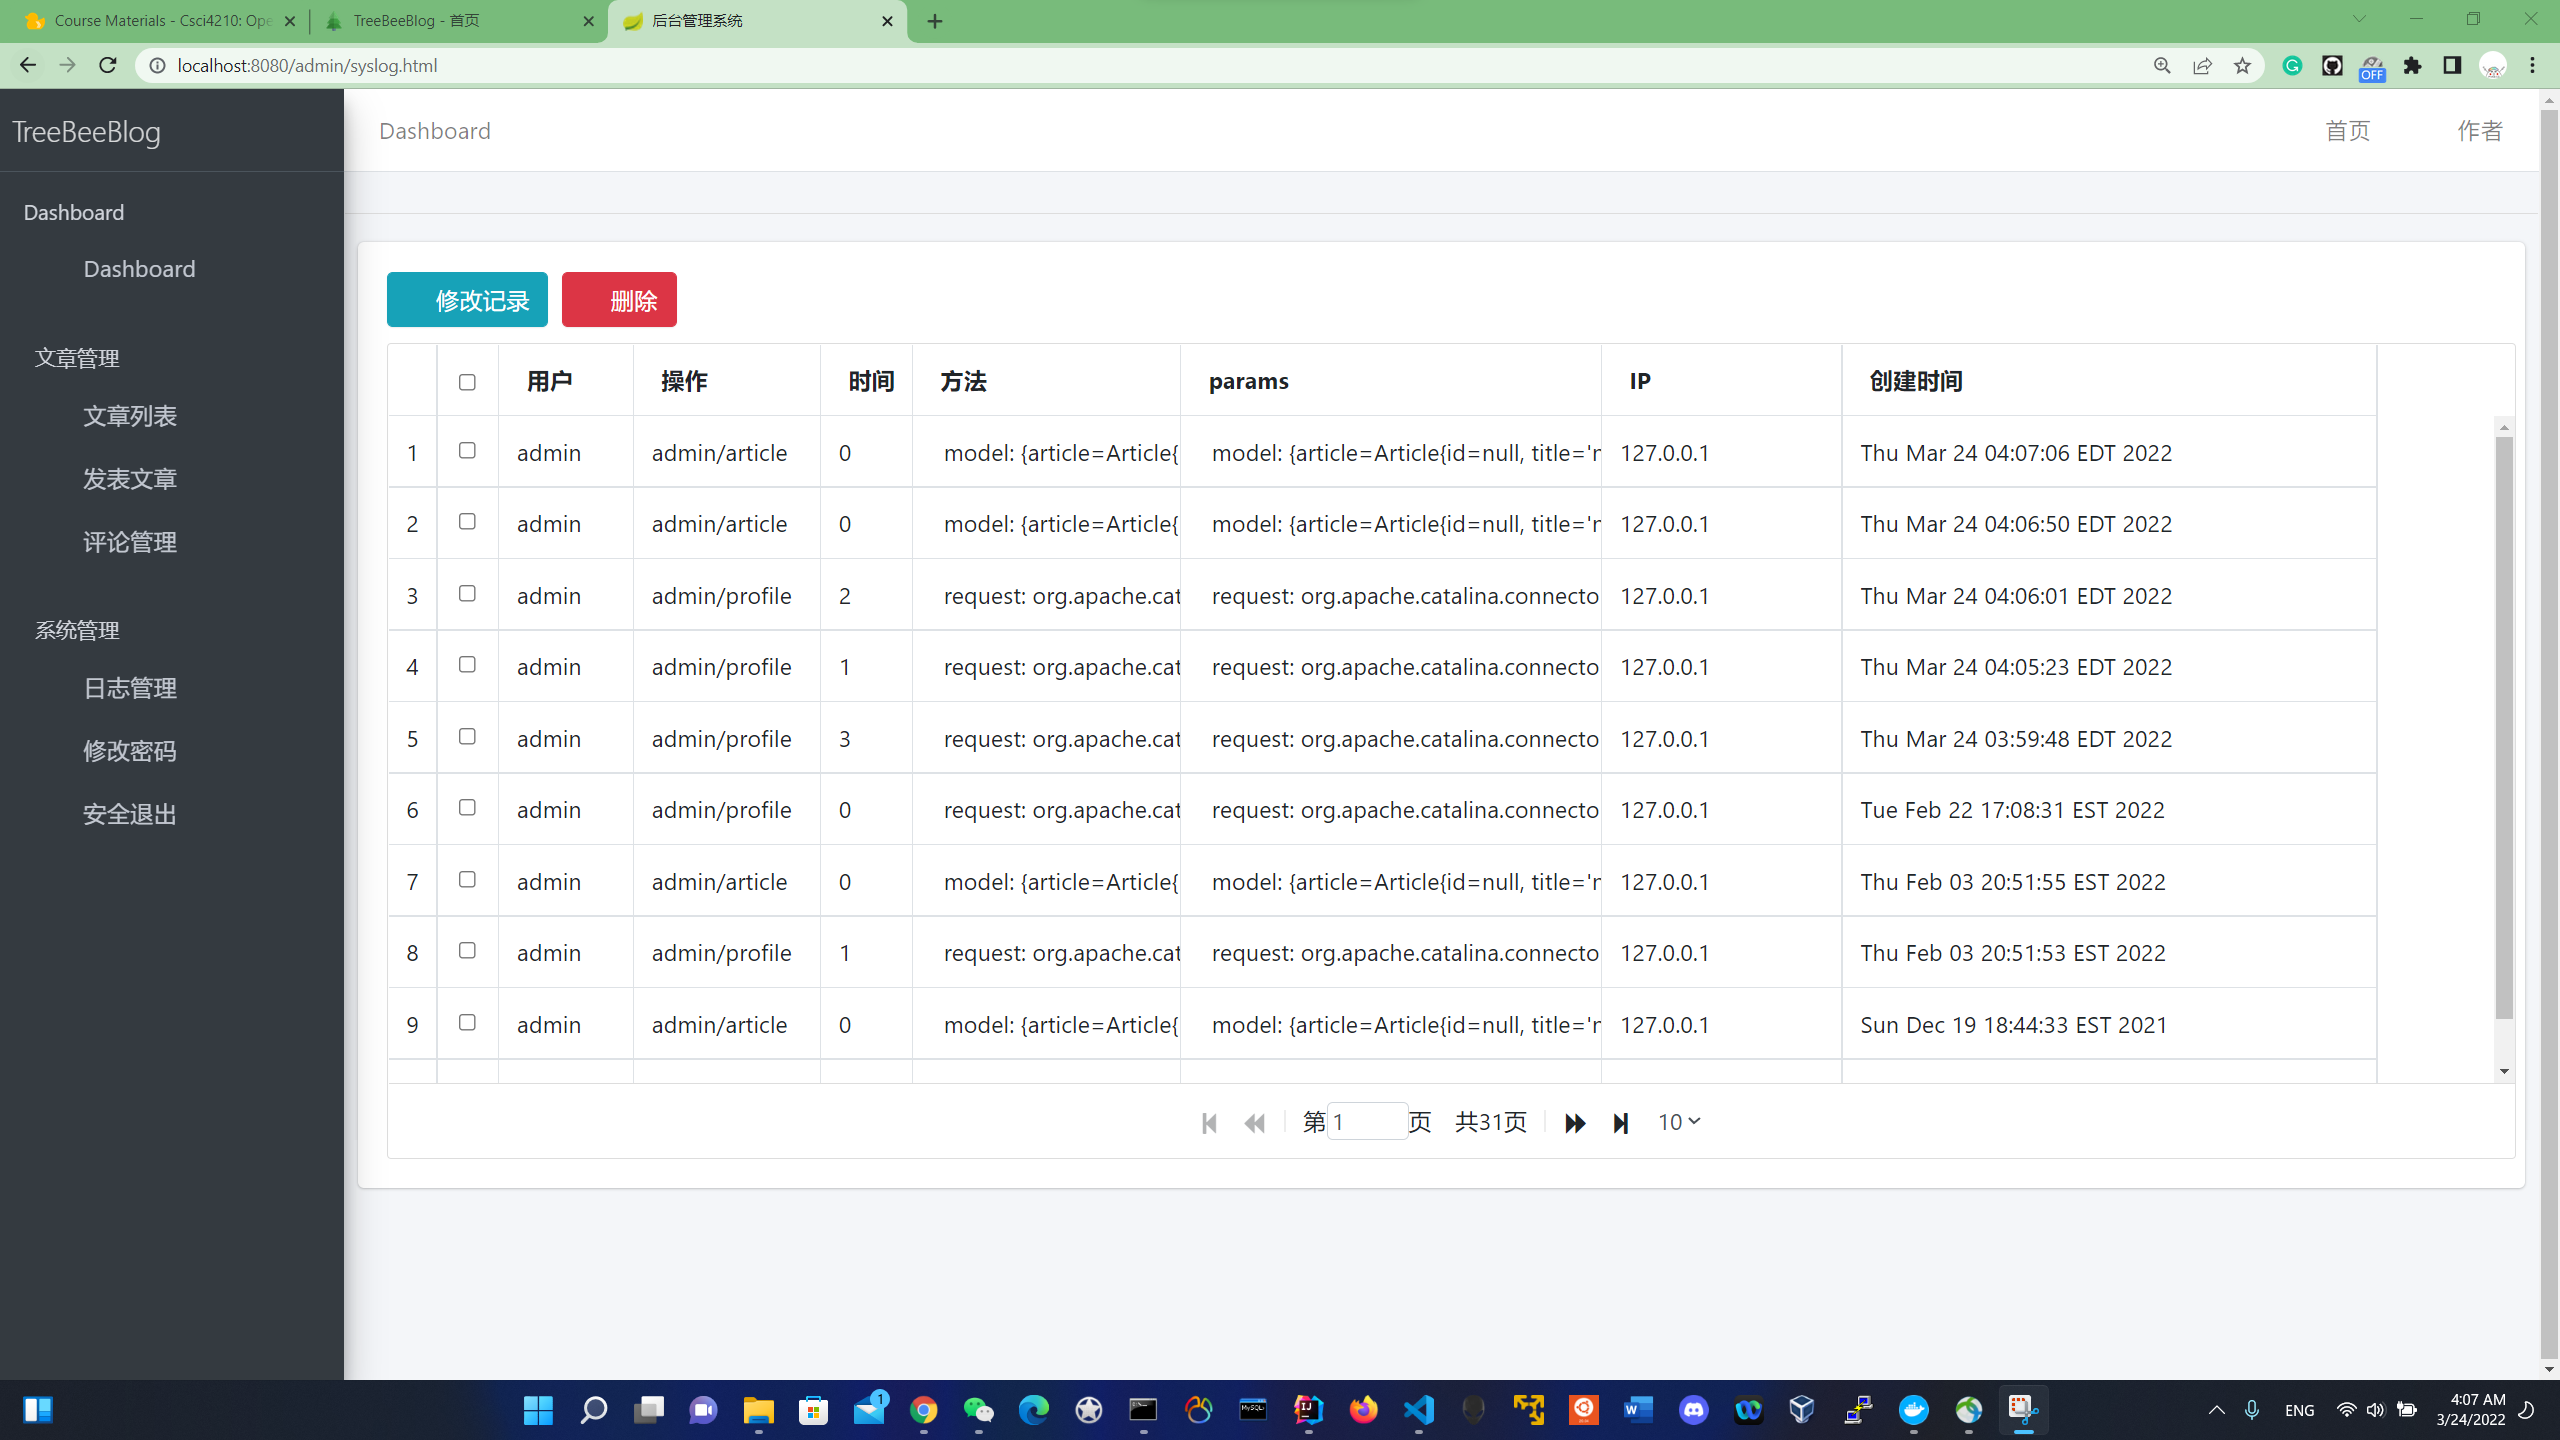 Course Materials - Csci4210: Ope
TreeBeeBlog - 首页
后台管理系统
localhost:8080/admin/syslog.html
OFF
TreeBeeBlog
Dashboard
首页
作者
Dashboard
Dashboard
文章管理
文章列表
发表文章
评论管理
系统管理
日志管理
修改密码
安全退出
修改记录
删除
用户 操作 时间 方法 params IP 创建时间
1 admin admin/article 0 model: {article=Article{ model: {article=Article{id=null, title='r 127.0.0.1 Thu Mar 24 04:07:06 EDT 2022
2 admin admin/article 0 model: {article=Article{ model: {article=Article{id=null, title='r 127.0.0.1 Thu Mar 24 04:06:50 EDT 2022
3 admin admin/profile 2 request: org.apache.cat request: org.apache.catalina.connecto 127.0.0.1 Thu Mar 24 04:06:01 EDT 2022
4 admin admin/profile 1 request: org.apache.cat request: org.apache.catalina.connecto 127.0.0.1 Thu Mar 24 04:05:23 EDT 2022
5 admin admin/profile 3 request: org.apache.cat request: org.apache.catalina.connecto 127.0.0.1 Thu Mar 24 03:59:48 EDT 2022
6 admin admin/profile 0 request: org.apache.cat request: org.apache.catalina.connecto 127.0.0.1 Tue Feb 22 17:08:31 EST 2022
7 admin admin/article 0 model: {article=Article{ model: {article=Article{id=null, title='r 127.0.0.1 Thu Feb 03 20:51:55 EST 2022
8 admin admin/profile 1 request: org.apache.cat request: org.apache.catalina.connecto 127.0.0.1 Thu Feb 03 20:51:53 EST 2022
9 admin admin/article 0 model: {article=Article{ model: {article=Article{id=null, title='r 127.0.0.1 Sun Dec 19 18:44:33 EST 2021
第 1 页 共31页 10
1
ENG
4:07 AM
3/24/2022